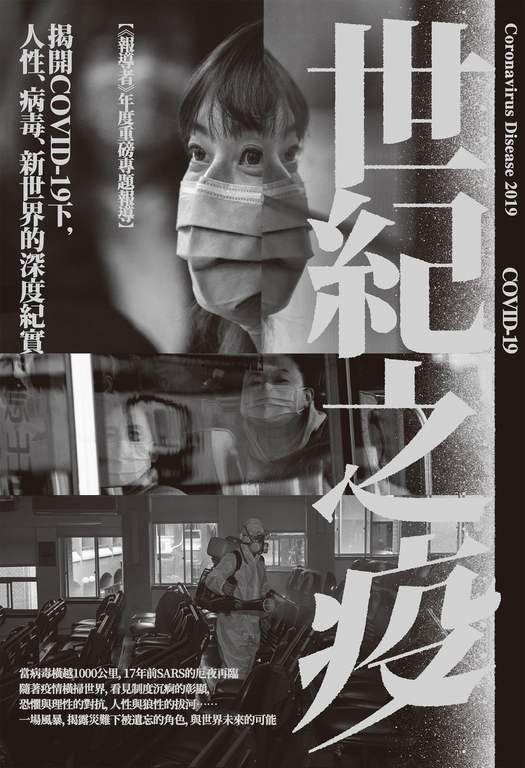 Coronavirus Disease 2019
COVID-19
世紀之疫
【《報導者》年度重磅專題報導】
揭開COVID-19下,
人性、病毒、新世界的深度紀實
當病毒橫越1000公里, 17年前SARS的厄夜再臨
隨著疫情橫掃世界, 看見制度沉痾的彰顯,
恐懼與理性的對抗, 人性與狼性的拔河⋯⋯
一場風暴, 揭露災難下被遺忘的角色, 與世界未來的可能